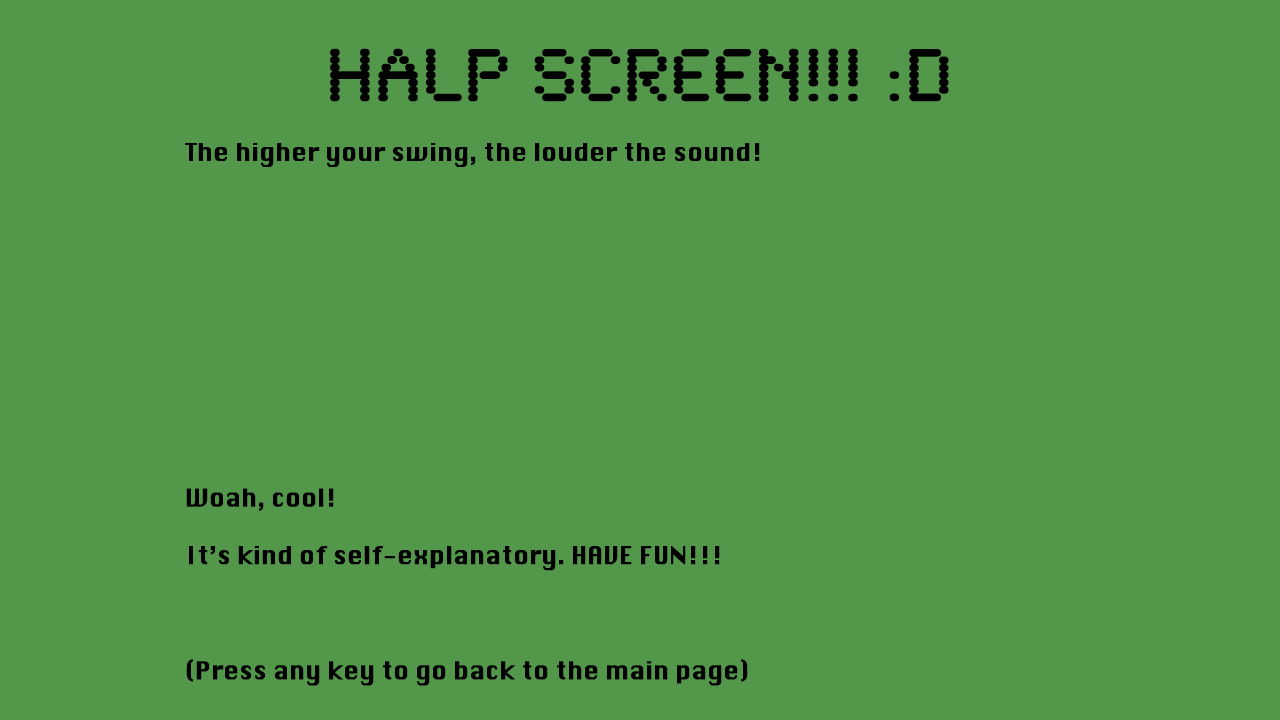 HALP SCREEN!!! :D
The higher your swing, the louder the sound!
Woah, cool!
It's kind of self-explanatory. HAVE FUN!!!
(Press any key to go back to the main page)